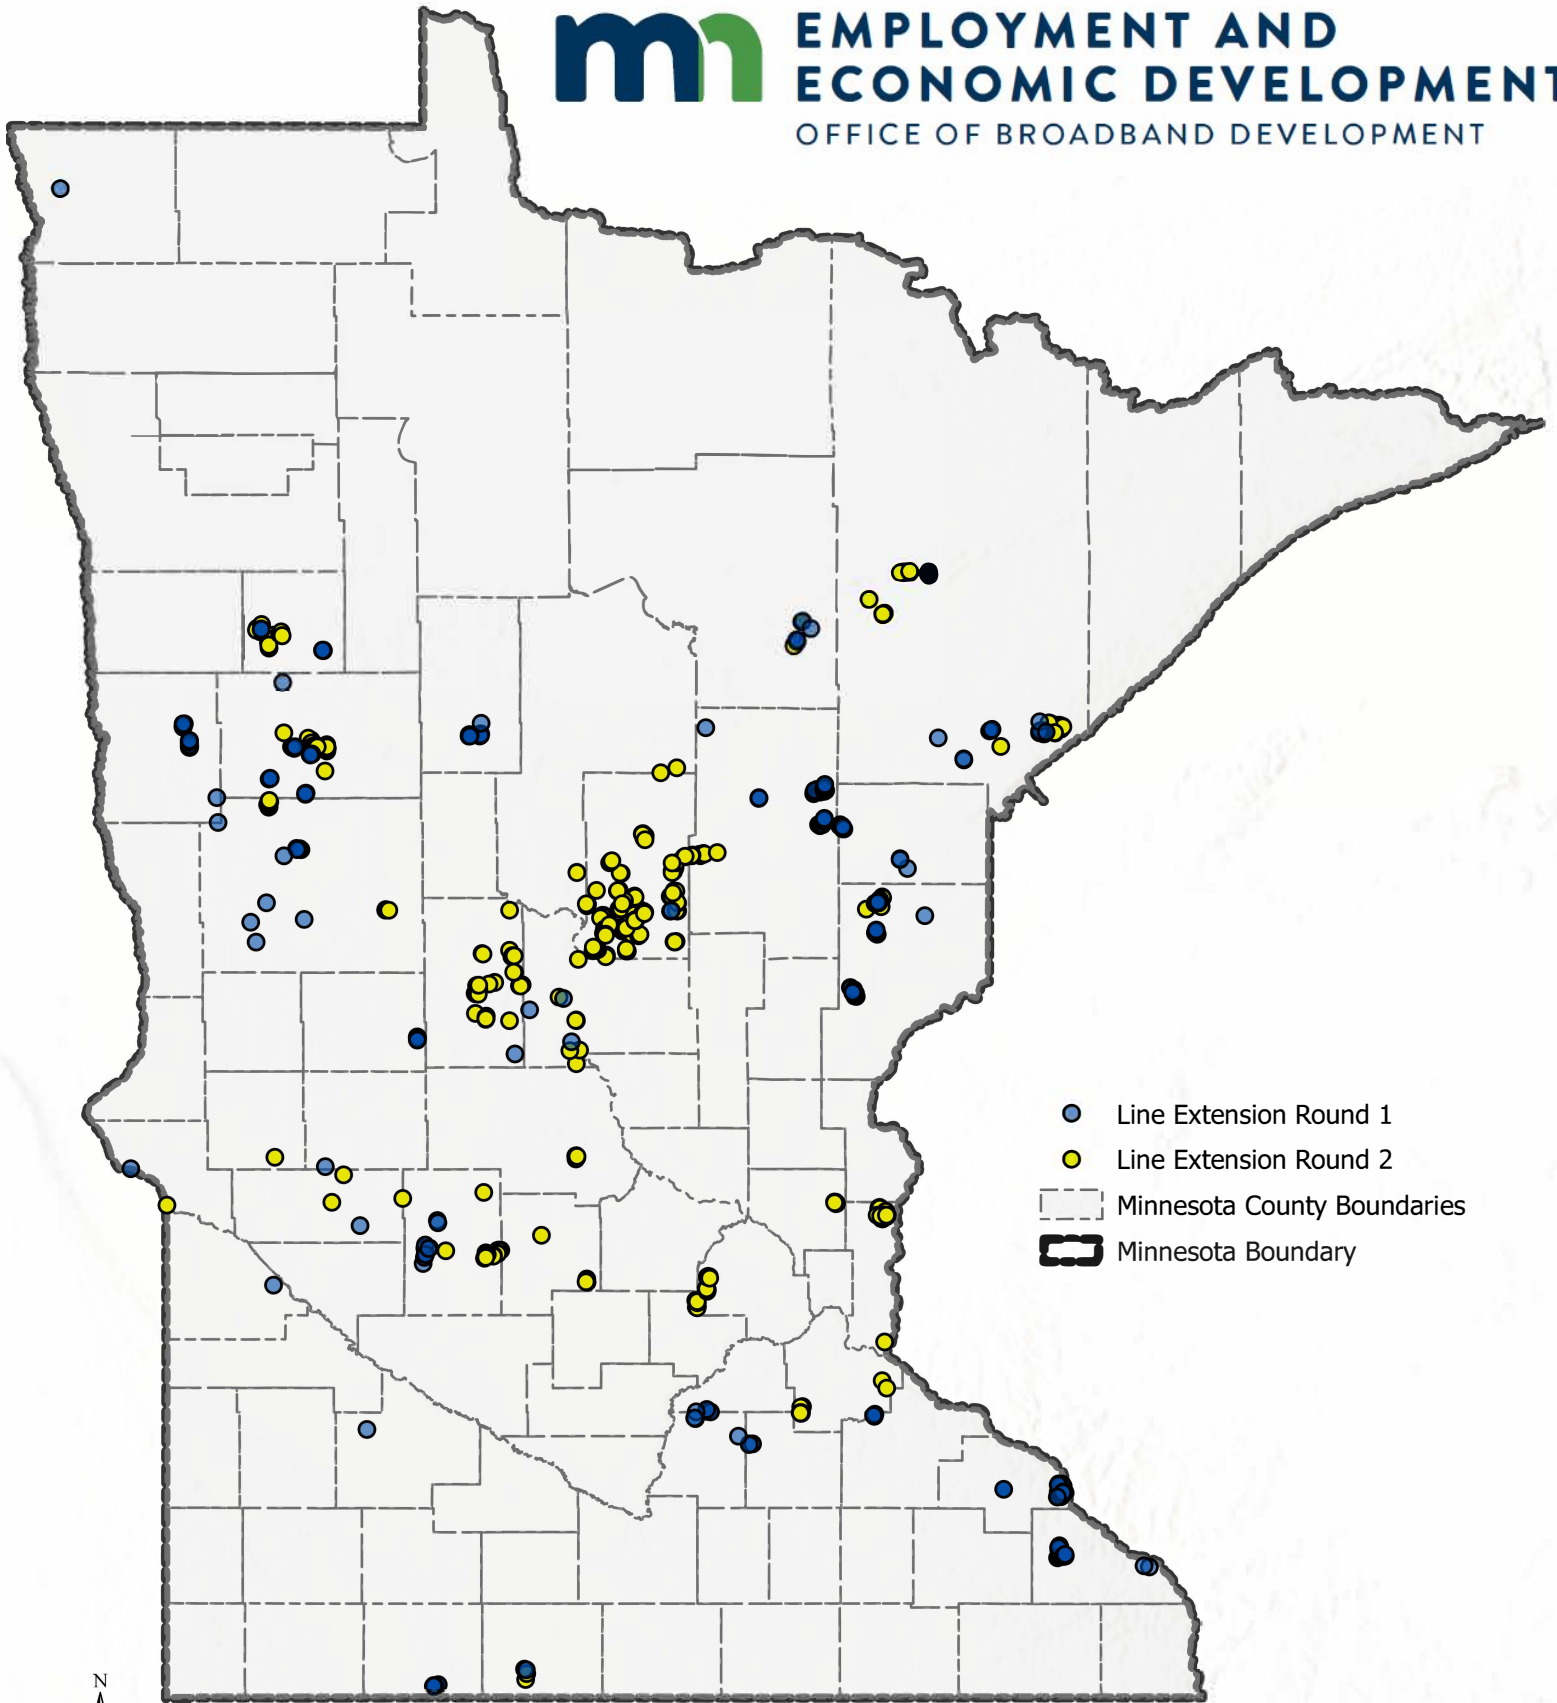 EMPLOYMENT AND
ECONOMIC DEVELOPMENT
OFFICE OF BROADBAND DEVELOPMENT
Line Extension Round 1
Line Extension Round 2
Minnesota County Boundaries
Minnesota Boundary
N